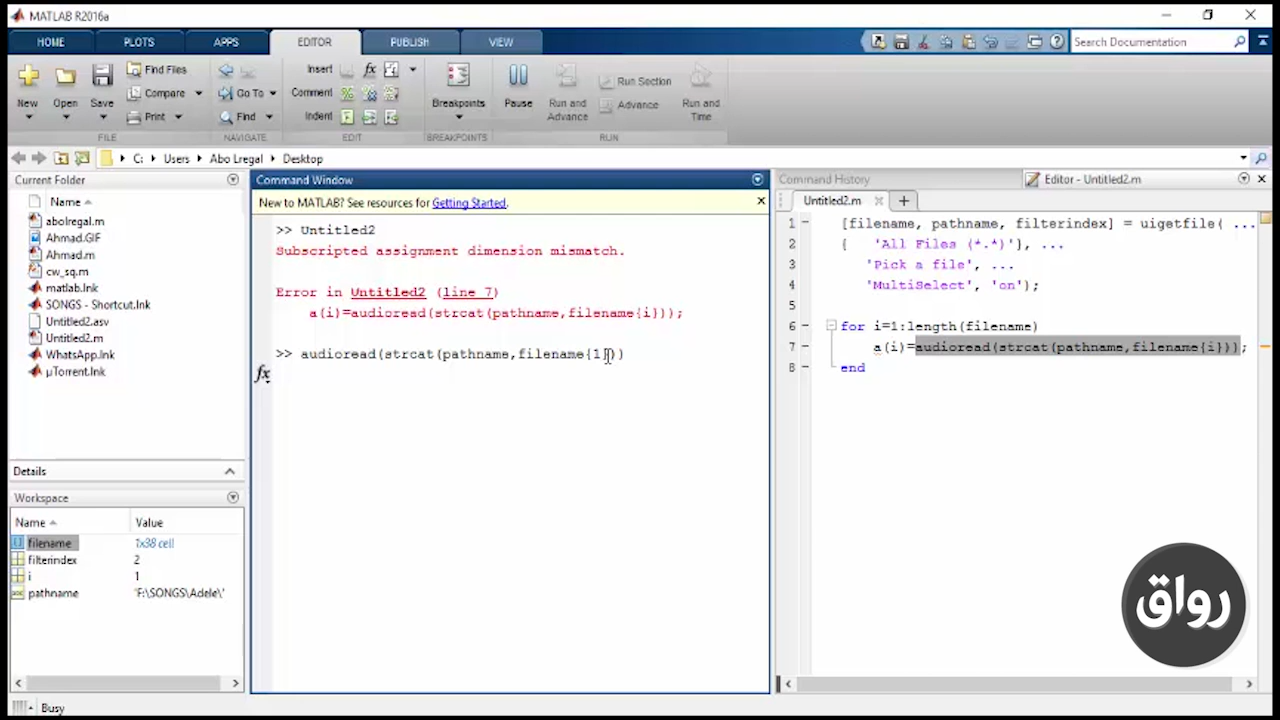 MATLAB R2016a
HOME PLOTS APPS EDITOR PUBLISH VIEW Search Documentation
New Open Save Find Files Compare Print
FILE
Go To Find
NAVIGATE
Insert fx
Comment
Indent
EDIT
Breakpoints
BREAKPOINTS
Pause Run and Advance Run Section Advance Run and Time
RUN
C: Users Abo Lregal Desktop
Current Folder
Name
abolregal.m
Ahmad.GIF
Ahmad.m
cw_sq.m
matlab.lnk
SONGS - Shortcut.lnk
Untitled2.asv
Untitled2.m
WhatsApp.lnk
µTorrent.lnk
Details
Workspace
Name Value
filename 1x38 cell
filterindex 2
i 1
pathname 'F:\SONGS\Adele\'
Busy
Command Window
New to MATLAB? See resources for Getting Started.
>> Untitled2
Subscripted assignment dimension mismatch.
Error in Untitled2 (line 7)
a(i)=audioread(strcat(pathname,filename{i}));
>> audioread(strcat(pathname,filename{1}))
fx
Command History
Editor - Untitled2.m
Untitled2.m
1 [filename, pathname, filterindex] = uigetfile( ...
2 { 'All Files (*.*)'}, ...
3 'Pick a file', ...
4 'MultiSelect', 'on');
5
6 for i=1:length(filename)
7 a(i)=audioread(strcat(pathname,filename{i}));
8 end
رواق